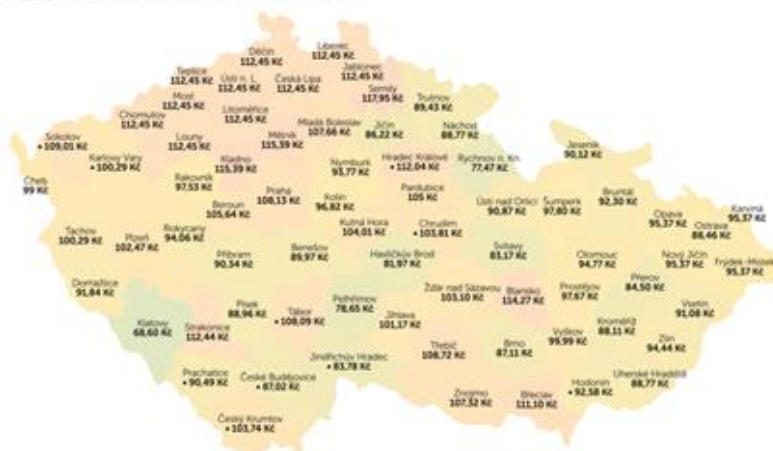 Liberec
112,45 Kč
Děčín
112,45 Kč
Jablonec
112,45 Kč
Teplice
112,45 Kč
Ústí n. L.
112,45 Kč
Česká Lípa
112,45 Kč
Semily
117,95 Kč
Most
112,45 Kč
Trutnov
89,43 Kč
Chomutov
112,45 Kč
Litoměřice
112,45 Kč
Mladá Boleslav
107,66 Kč
Jičín
86,22 Kč
Náchod
88,77 Kč
Sokolov
• 109,01 Kč
Louny
112,45 Kč
Mělník
115,39 Kč
Jeseník
90,12 Kč
Karlovy Vary
• 100,29 Kč
Kladno
115,39 Kč
Nymburk
93,77 Kč
Hradec Králové
• 112,04 Kč
Rychnov n. Kn
77,47 Kč
Cheb
99 Kč
Rakovník
97,53 Kč
Praha
108,13 Kč
Kolín
96,82 Kč
Pardubice
105 Kč
Bruntál
92,30 Kč
Beroun
105,64 Kč
Ústí nad Orlicí
90,87 Kč
Šumperk
97,80 Kč
Opava
95,37 Kč
Karviná
95,37 Kč
Ostrava
88,46 Kč
Tachov
100,29 Kč
Plzeň
102,47 Kč
Rokycany
94,06 Kč
Kutná Hora
104,01 Kč
Chrudim
• 103,81 Kč
Příbram
90,34 Kč
Benešov
89,97 Kč
Havlíčkův Brod
81,97 Kč
Svitavy
83,17 Kč
Olomouc
94,77 Kč
Nový Jičín
95,37 Kč
Frýdek-Místek
95,37 Kč
Domažlice
91,84 Kč
Přerov
84,50 Kč
Žďár nad Sázavou
103,10 Kč
Blansko
114,27 Kč
Prostějov
97,67 Kč
Pelhřimov
78,65 Kč
Písek
88,96 Kč
Tábor
• 108,09 Kč
Jihlava
101,17 Kč
Vsetín
91,08 Kč
Klatovy
68,60 Kč
Strakonice
112,44 Kč
Kroměříž
88,11 Kč
Vyškov
99,99 Kč
Třebíč
108,72 Kč
Brno
87,11 Kč
Zlín
94,44 Kč
Jindřichův Hradec
• 83,78 Kč
Prachatice
• 90,49 Kč
České Budějovice
• 87,02 Kč
Uherské Hradiště
88,77 Kč
Hodonín
• 92,58 Kč
Znojmo
107,32 Kč
Břeclav
111,10 Kč
Český Krumlov
• 103,74 Kč